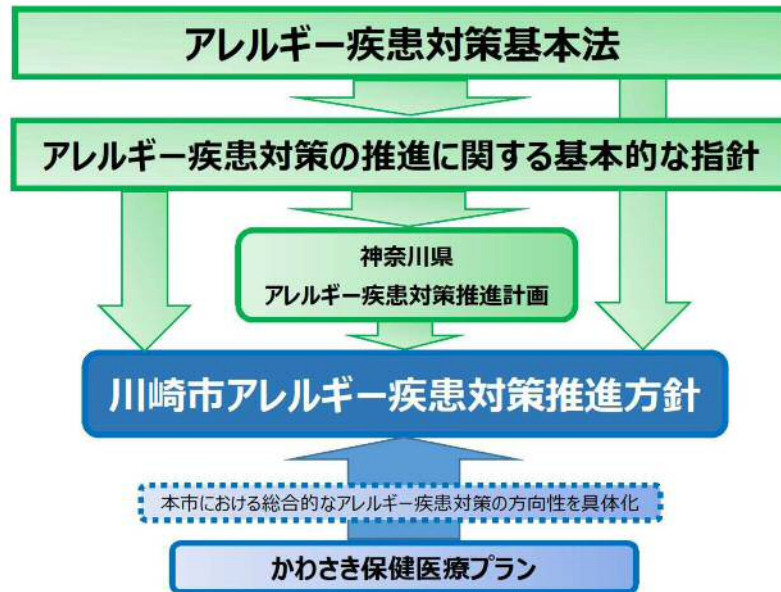 アレルギー疾患対策基本法
アレルギー疾患対策の推進に関する基本的な指針
神奈川県
アレルギー疾患対策推進計画
川崎市アレルギー疾患対策推進方針
本市における総合的なアレルギー疾患対策の方向性を具体化
かわさき保健医療プラン